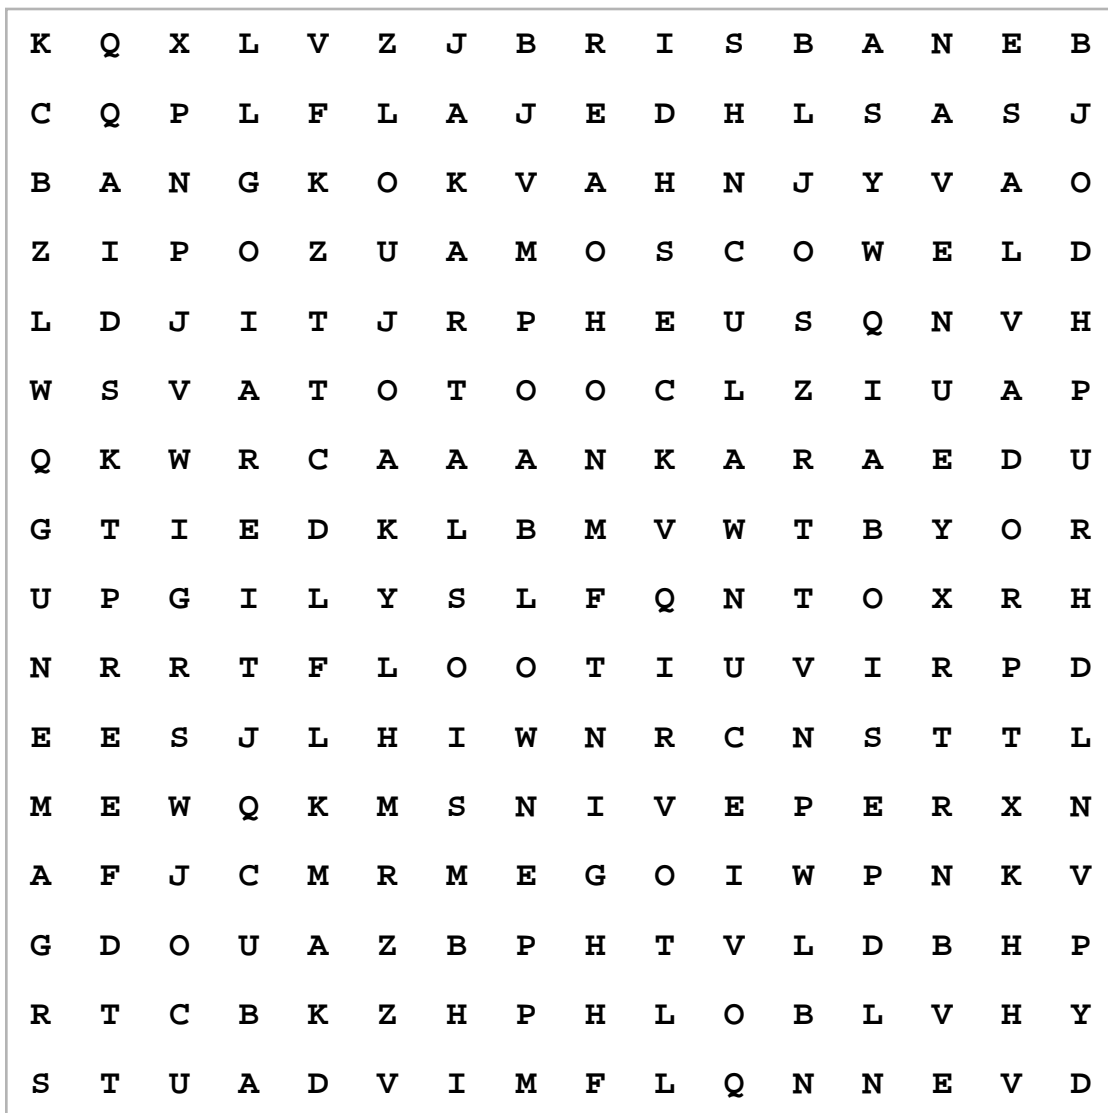 K Q X L V Z J B R I S B A N E B
C Q P L F L A J E D H L S A S J
B A N G K O K V A H N J Y V A O
Z I P O Z U A M O S C O W E L D
L D J I T J R P H E U S Q N V H
W S V A T O T O O C L Z I U A P
Q K W R C A A A N K A R A E D U
G T I E D K L B M V W T B Y O R
U P G I L Y S L F Q N T O X R H
N R R T F L O O T I U V I R P D
E E S J L H I W N R C N S T T L
M E W Q K M S N I V E P E R X N
A F J C M R M E G O I W P N K V
G D O U A Z B P H T V L D B H P
R T C B K Z H P H L O B L V H Y
S T U A D V I M F L Q N N E V D